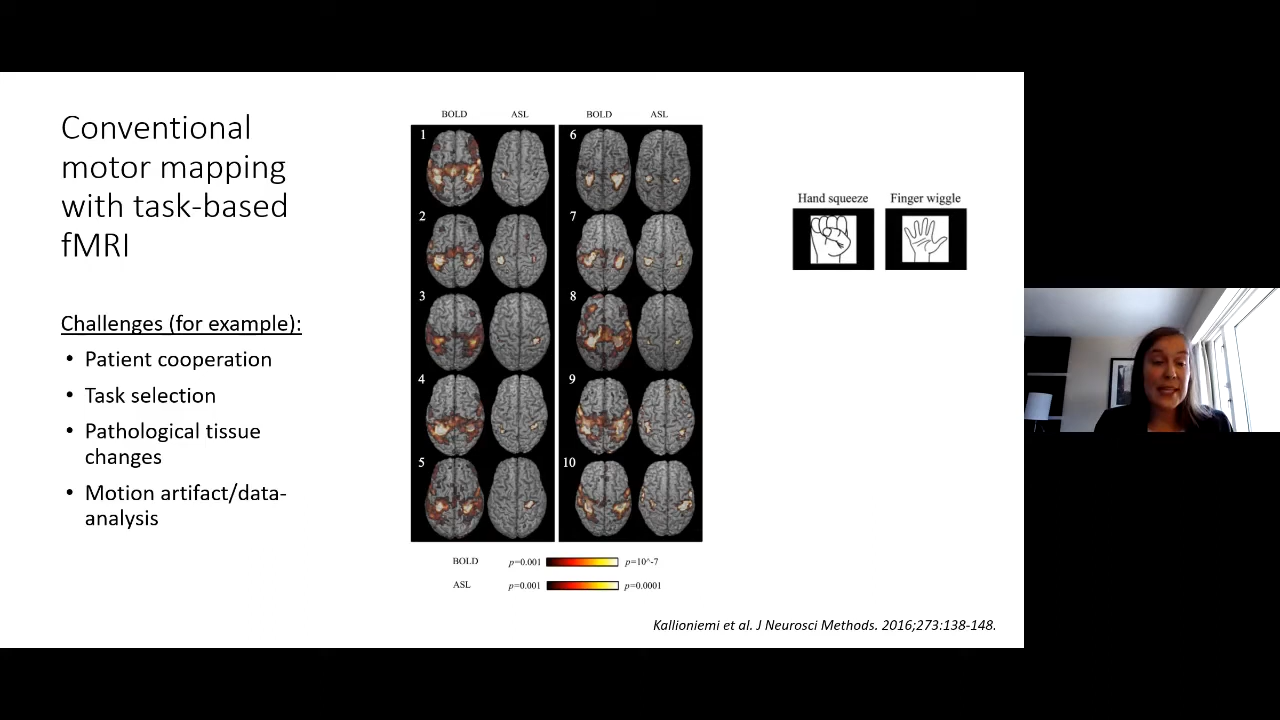 Conventional
motor mapping
with task-based
fMRI
Challenges (for example):
• Patient cooperation
• Task selection
• Pathological tissue
changes
• Motion artifact/data-
analysis
BOLD ASL BOLD ASL
1 6
2 7
3 8
4 9
5 10
BOLD p=0.001 p=10^-7
ASL p=0.001 p=0.0001
Hand squeeze Finger wiggle
Kallioniemi et al. J Neurosci Methods. 2016;273:138-148.